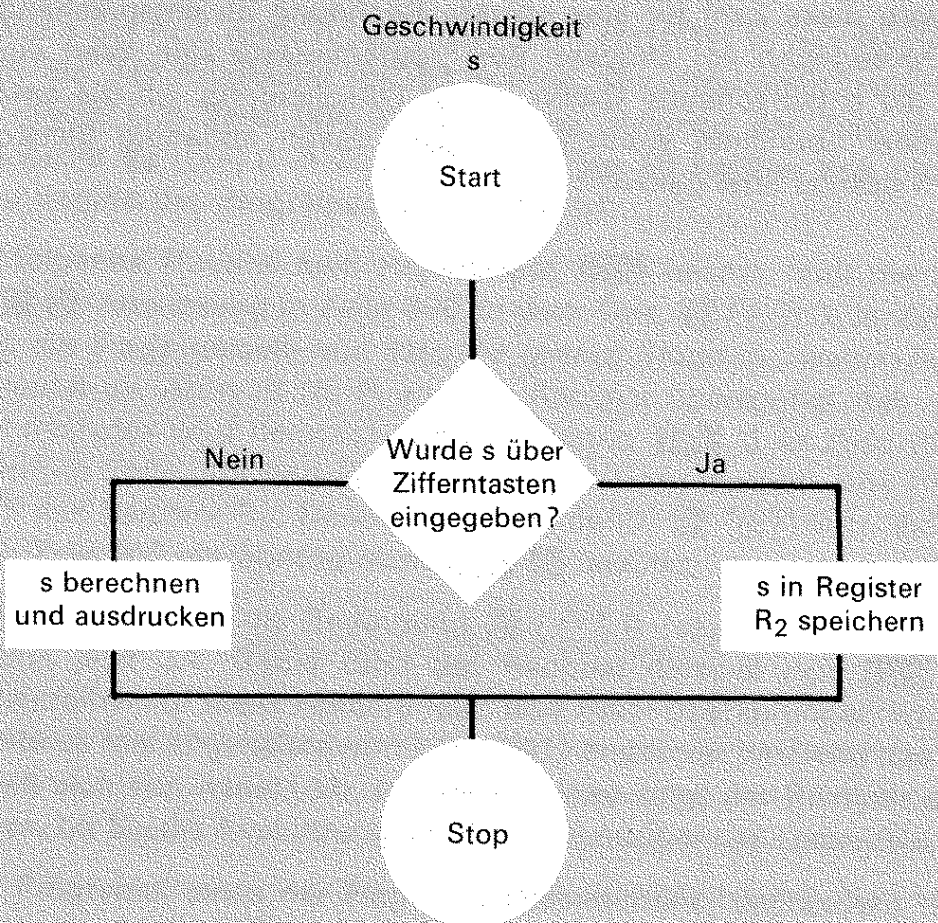 Geschwindigkeit
s
Start
Wurde s über
Zifferntasten
eingegeben?
Nein
Ja
s berechnen
und ausdrucken
s in Register
R₂ speichern
Stop